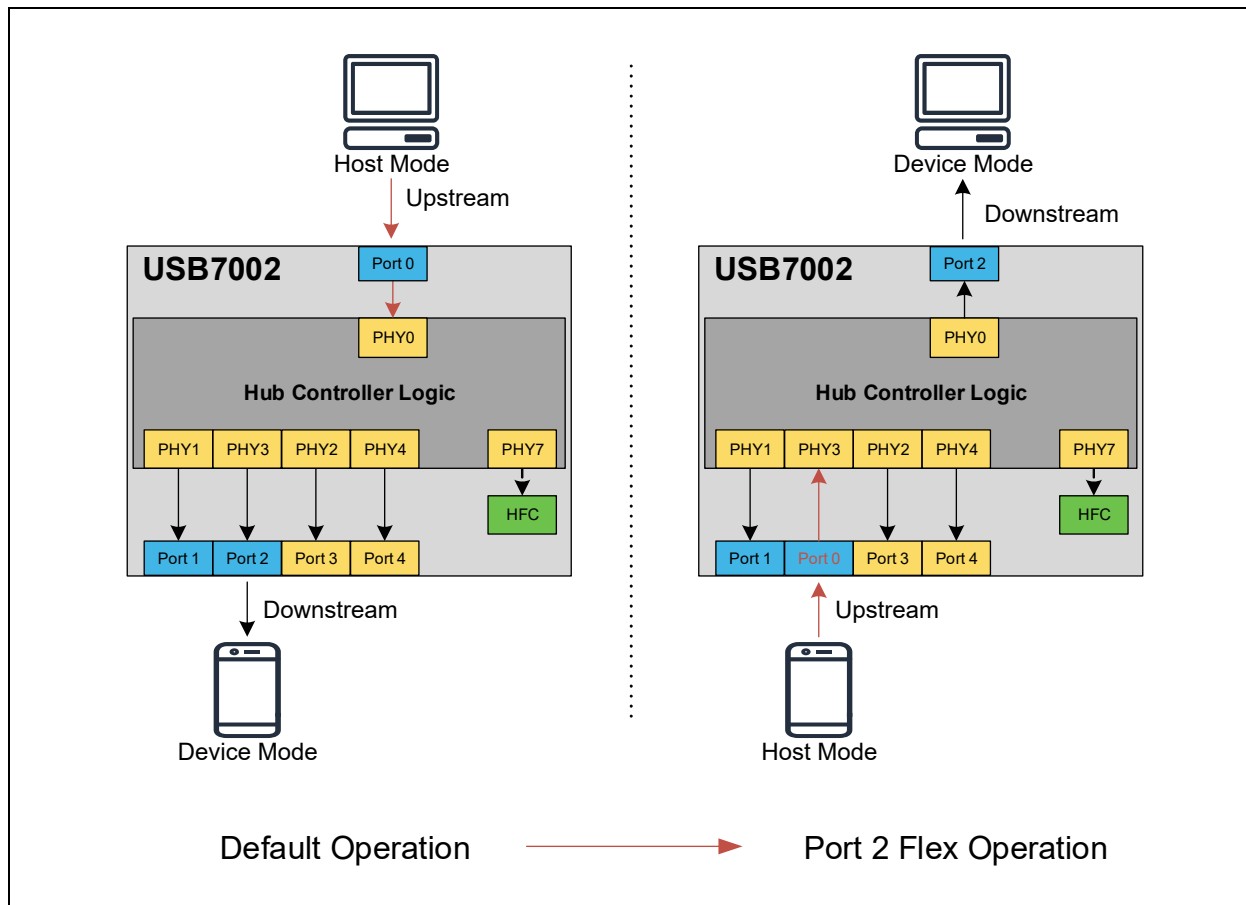 Host Mode
Upstream
USB7002
Port 0
PHY0
Hub Controller Logic
PHY1 PHY3 PHY2 PHY4 PHY7
HFC
Port 1 Port 2 Port 3 Port 4
Downstream
Device Mode
Device Mode
Downstream
USB7002
Port 2
PHY0
Hub Controller Logic
PHY1 PHY3 PHY2 PHY4 PHY7
HFC
Port 1 Port 0 Port 3 Port 4
Upstream
Host Mode
Default Operation
Port 2 Flex Operation